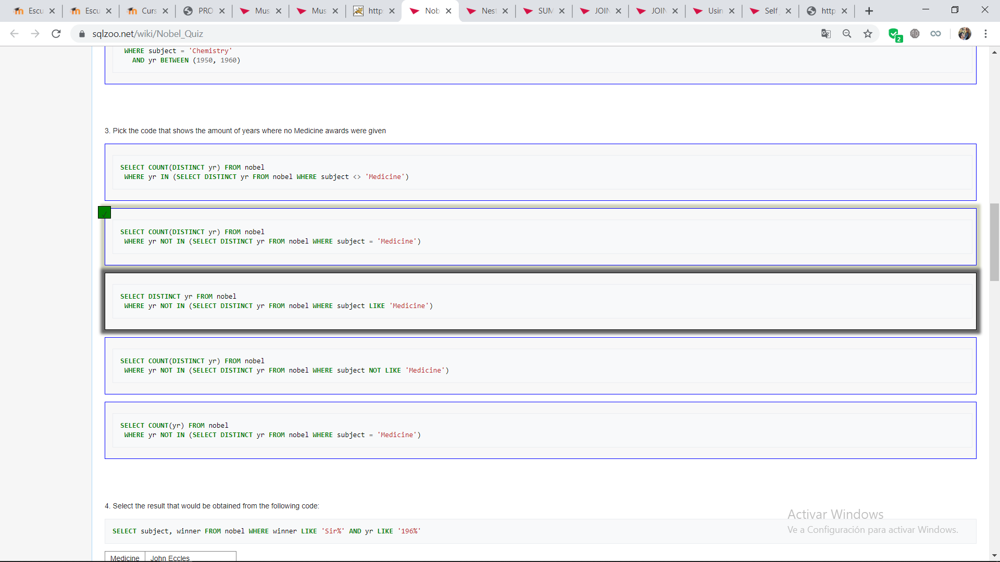 Escu
Escu
Curs
PRO
Mus
Mus
http
Nob
Nest
SUM
JOIN
JOIN
Usin
Self
http
sqlzoo.net/wiki/Nobel_Quiz
2
WHERE subject = 'Chemistry'
AND yr BETWEEN (1950, 1960)
3. Pick the code that shows the amount of years where no Medicine awards were given
SELECT COUNT(DISTINCT yr) FROM nobel
WHERE yr IN (SELECT DISTINCT yr FROM nobel WHERE subject <> 'Medicine')
SELECT COUNT(DISTINCT yr) FROM nobel
WHERE yr NOT IN (SELECT DISTINCT yr FROM nobel WHERE subject = 'Medicine')
SELECT DISTINCT yr FROM nobel
WHERE yr NOT IN (SELECT DISTINCT yr FROM nobel WHERE subject LIKE 'Medicine')
SELECT COUNT(DISTINCT yr) FROM nobel
WHERE yr NOT IN (SELECT DISTINCT yr FROM nobel WHERE subject NOT LIKE 'Medicine')
SELECT COUNT(yr) FROM nobel
WHERE yr NOT IN (SELECT DISTINCT yr FROM nobel WHERE subject = 'Medicine')
4. Select the result that would be obtained from the following code:
SELECT subject, winner FROM nobel WHERE winner LIKE 'Sir%' AND yr LIKE '196%'
Medicine John Eccles
Activar Windows
Ve a Configuración para activar Windows.